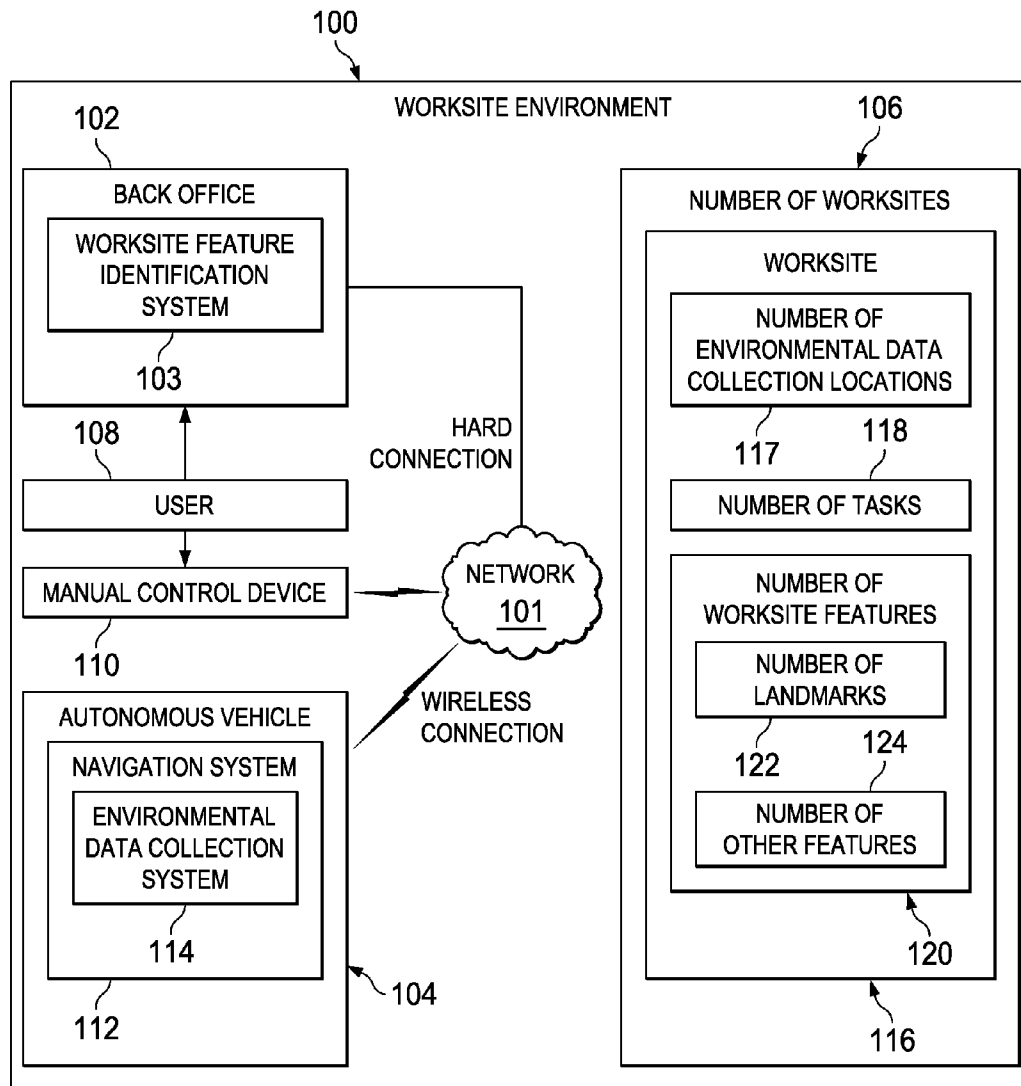 100
WORKSITE ENVIRONMENT
102
BACK OFFICE
WORKSITE FEATURE
IDENTIFICATION
SYSTEM
103
108
USER
MANUAL CONTROL DEVICE
110
HARD
CONNECTION
NETWORK
101
WIRELESS
CONNECTION
AUTONOMOUS VEHICLE
NAVIGATION SYSTEM
ENVIRONMENTAL
DATA COLLECTION
SYSTEM
114
112
104
106
NUMBER OF WORKSITES
WORKSITE
NUMBER OF
ENVIRONMENTAL DATA
COLLECTION LOCATIONS
117
118
NUMBER OF TASKS
NUMBER OF
WORKSITE FEATURES
NUMBER OF
LANDMARKS
122
124
NUMBER OF
OTHER FEATURES
120
116